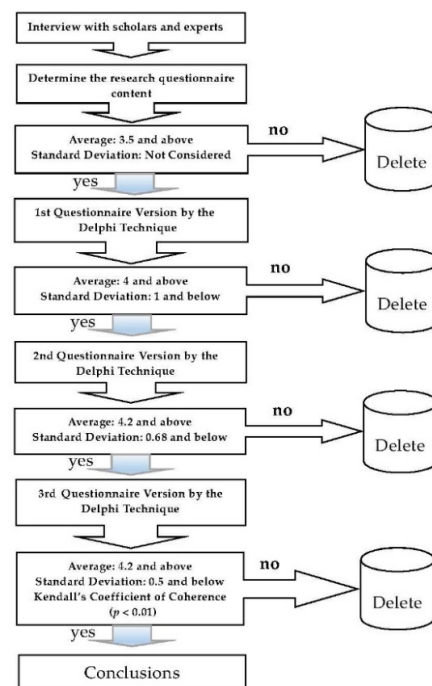 Interview with scholars and experts
Determine the research questionnaire
content
Average: 3.5 and above
Standard Deviation: Not Considered
no
Delete
yes
1st Questionnaire Version by the
Delphi Technique
Average: 4 and above
Standard Deviation: 1 and below
no
Delete
yes
2nd Questionnaire Version by the
Delphi Technique
Average: 4.2 and above
Standard Deviation: 0.68 and below
no
Delete
yes
3rd Questionnaire Version by the
Delphi Technique
Average: 4.2 and above
Standard Deviation: 0.5 and below
Kendall's Coefficient of Coherence
(p < 0.01)
no
Delete
yes
Conclusions